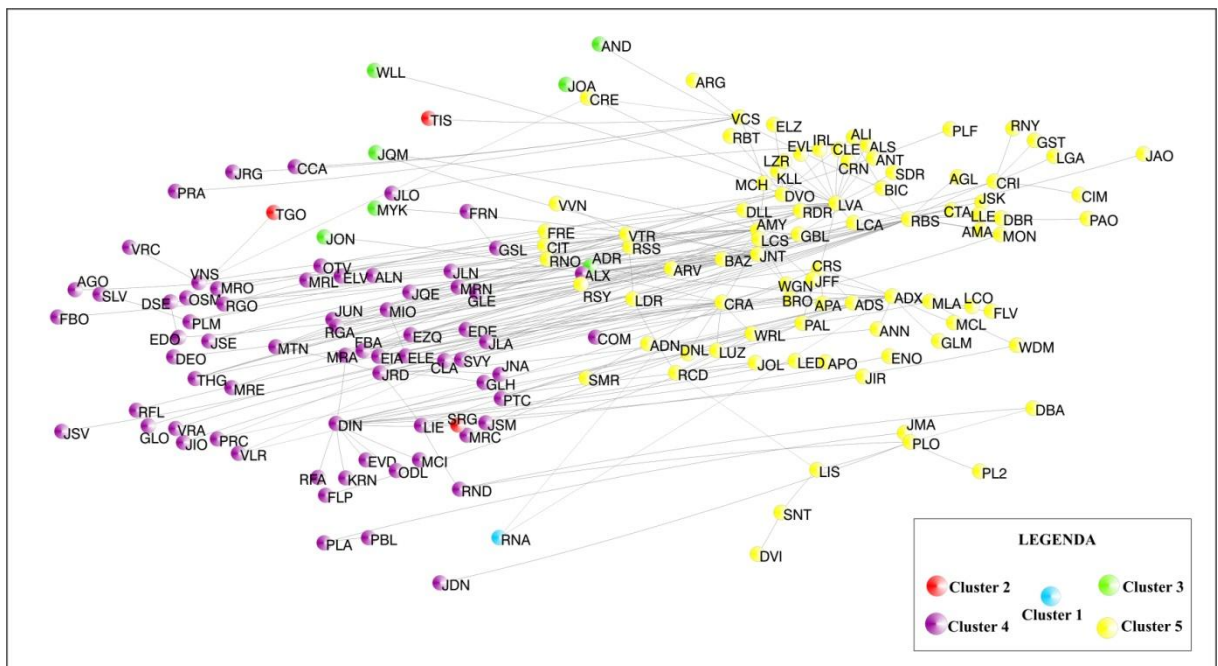 AND
WLL
JOA
ARG
CRE
TIS
VCS
ELZ
RBT
IRL
ALI
PLF
RNY
EVL
CLE
ALS
GST
JQM
LZR
CRN
ANT
LGA
JAO
CCA
JRG
KLL
SDR
AGL
CRI
PRA
JLO
MCH
DVO
BIC
JSK
CIM
TGO
MYK
FRN
VVN
DLL
RDR
LVA
CTA
LLE
DBR
PAO
JON
FRE
VTR
AMY
LCA
RBS
AMA
MON
VRC
GSL
CIT
RSS
LCS
GBL
OTV
RNO
ADR
JNT
AGO
VNS
MRL
ELV
ALN
JLN
ALX
ARV
BAZ
CRS
SLV
MRO
MRN
RSY
WGN
JFF
DSE
OSM
RGO
JQE
GLE
LDR
CRA
BRO
APA
ADS
ADX
MLA
LCO
FBO
PLM
JUN
MIO
FLV
EDO
JSE
RGA
EZQ
EDE
COM
WRL
PAL
ANN
MCL
FBA
JLA
ADN
GLM
WDM
DEO
MTN
MRA
EIA
ELE
SVY
DNL
LUZ
THG
JRD
CLA
JNA
JOL
LED
APO
ENO
MRE
GLH
SMR
RCD
JIR
PTC
RFL
DBA
JSV
GLO
VRA
DIN
LIE
SRG
JSM
JMA
JIO
PRC
MRC
PLO
VLR
EVD
MCI
RFA
KRN
ODL
LIS
PL2
FLP
RND
SNT
PLA
PBL
RNA
DVI
JDN
LEGENDA
Cluster 2
Cluster 3
Cluster 1
Cluster 4
Cluster 5